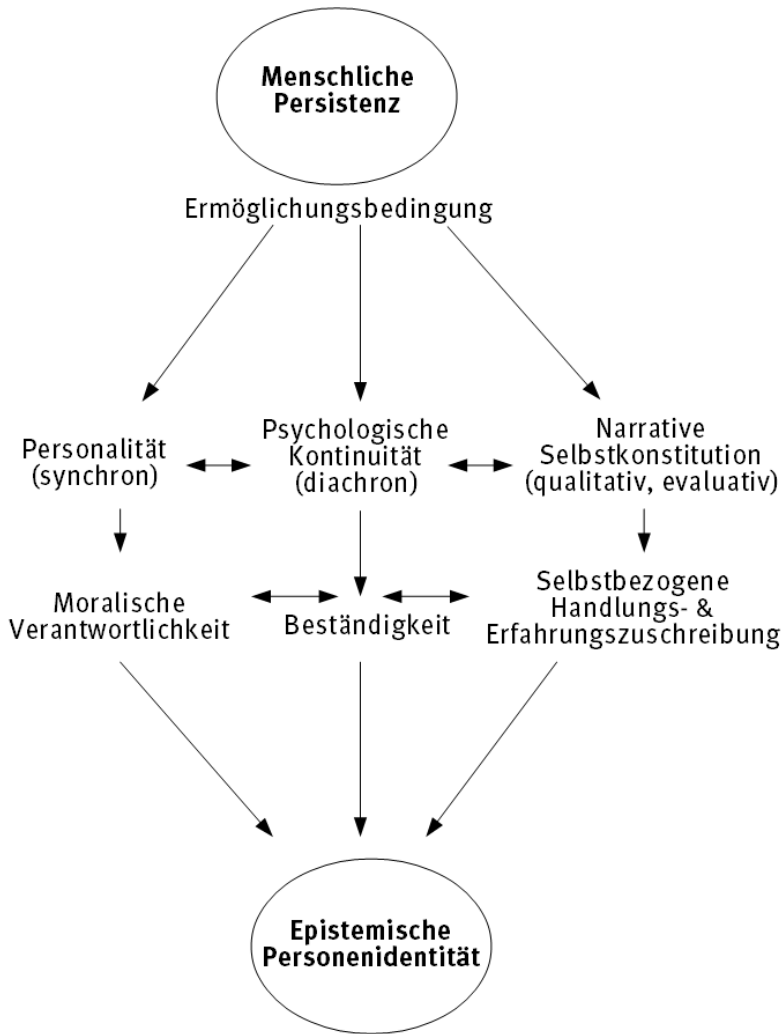 Menschliche
Persistenz
Ermöglichungsbedingung
Personalität
(synchron)
Psychologische
Kontinuität
(diachron)
Narrative
Selbstkonstitution
(qualitativ, evaluativ)
Moralische
Verantwortlichkeit
Beständigkeit
Selbstbezogene
Handlungs- &
Erfahrungszuschreibung
Epistemische
Personenidentität